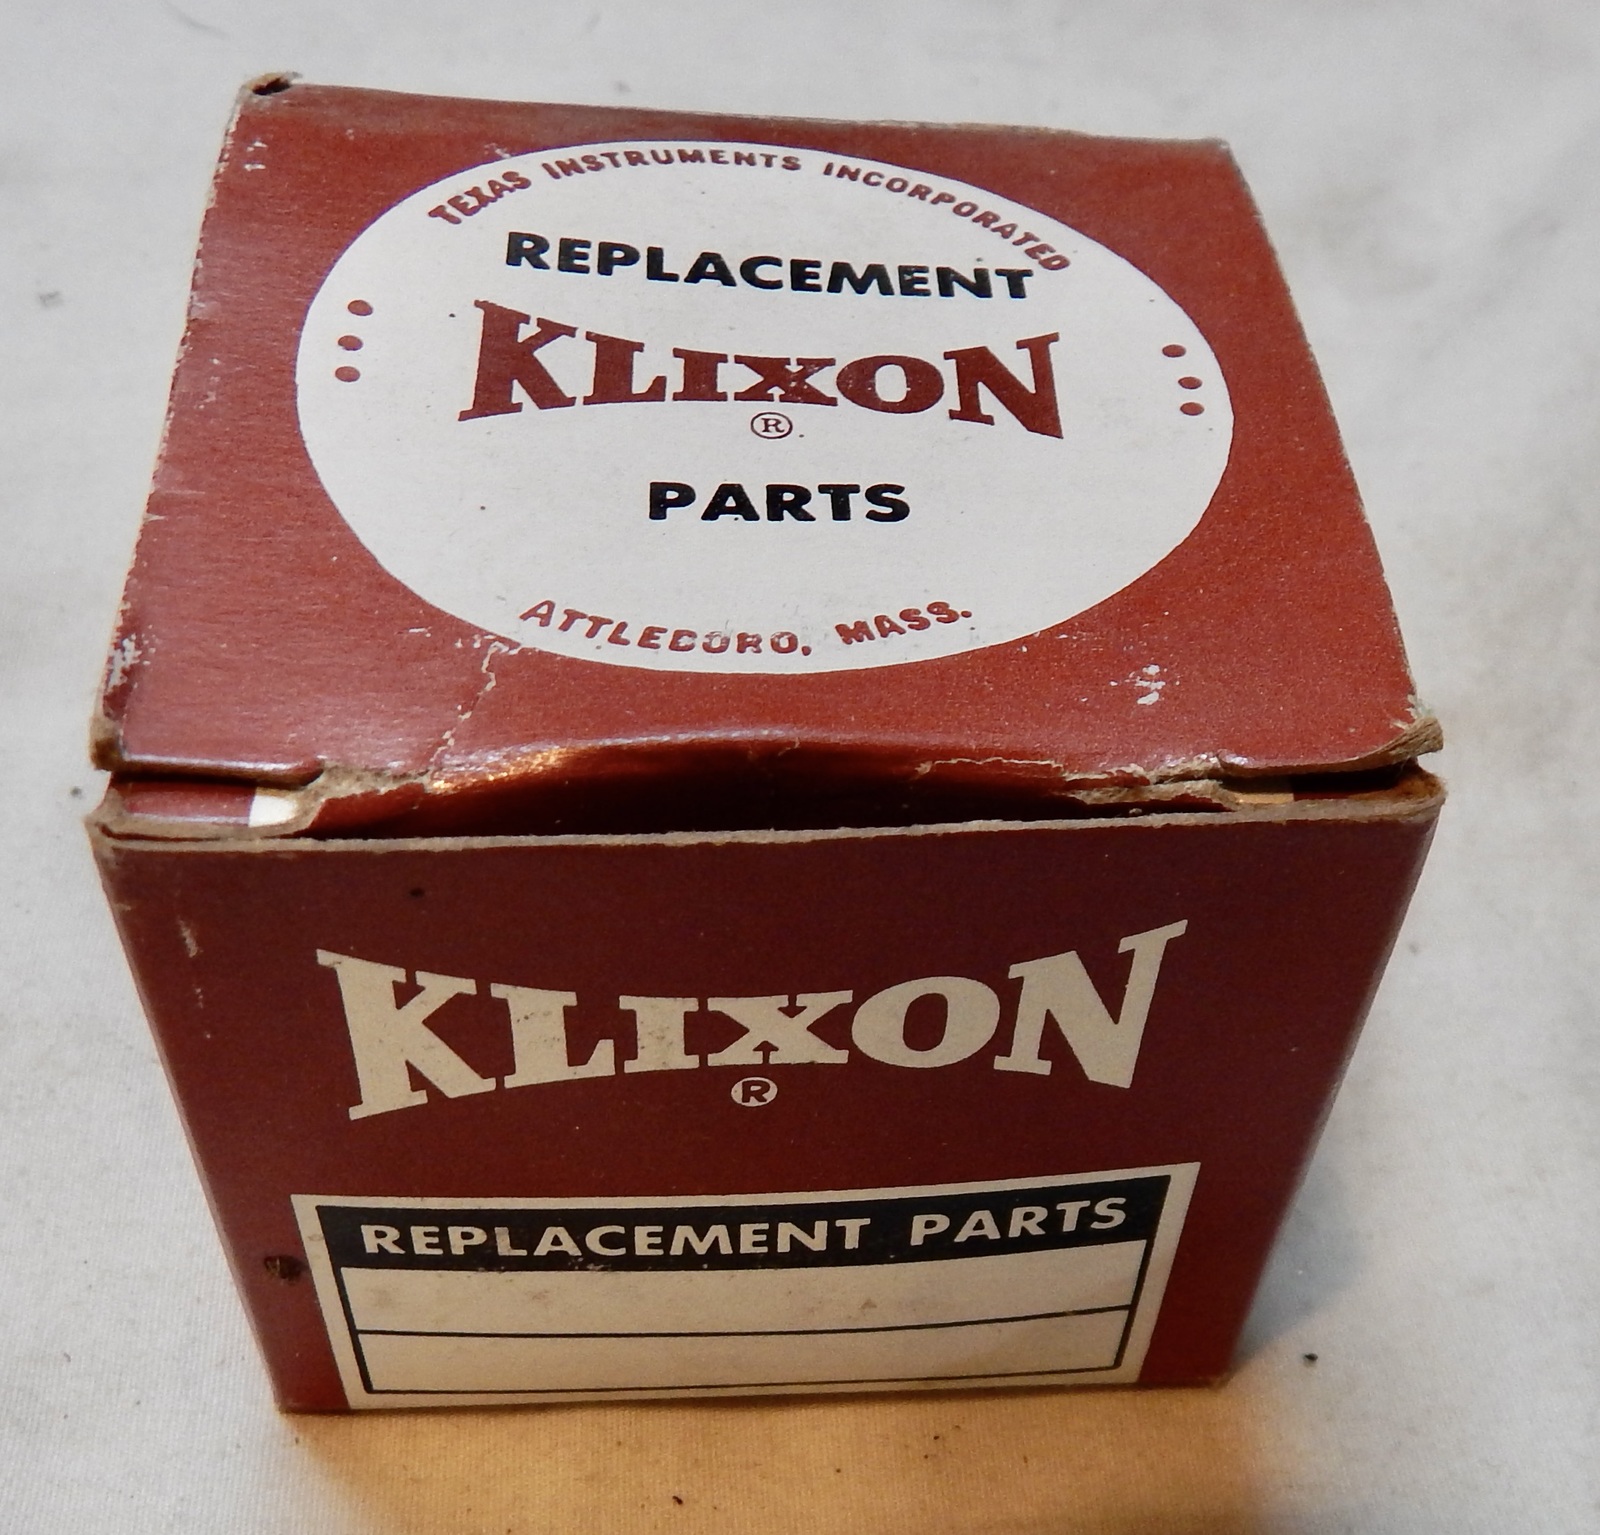 TEXAS INSTRUMENTS INCORPORATED
REPLACEMENT
KLIXON
®
PARTS
ATTLEBORO, MASS.
KLIXON
®
REPLACEMENT PARTS